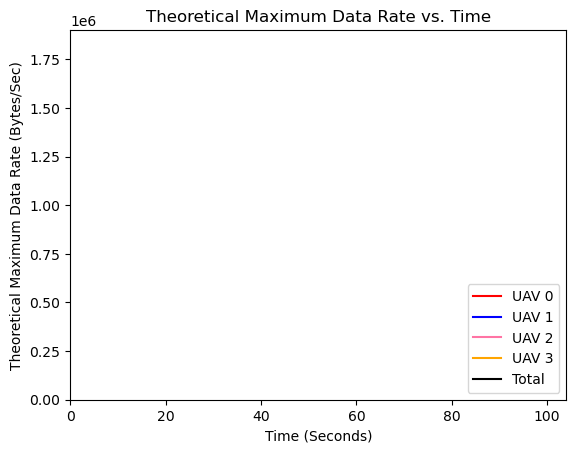 Theoretical Maximum Data Rate vs. Time
1e6
Theoretical Maximum Data Rate (Bytes/Sec)
1.75
1.50
1.25
1.00
0.75
0.50
0.25
0.00
UAV 0
UAV 1
UAV 2
UAV 3
Total
0 20 40 60 80 100
Time (Seconds)